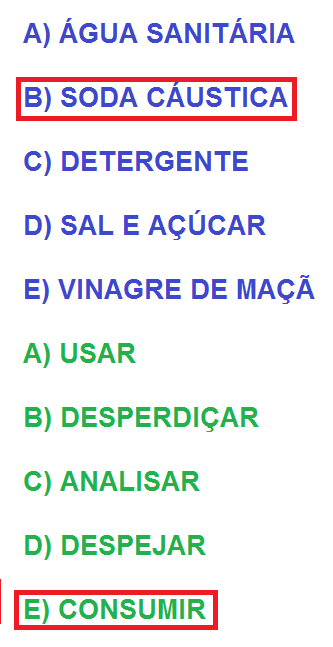 A) ÁGUA SANITÁRIA
B) SODA CÁUSTICA
C) DETERGENTE
D) SAL E AÇÚCAR
E) VINAGRE DE MAÇÃ
A) USAR
B) DESPERDIÇAR
C) ANALISAR
D) DESPEJAR
E) CONSUMIR